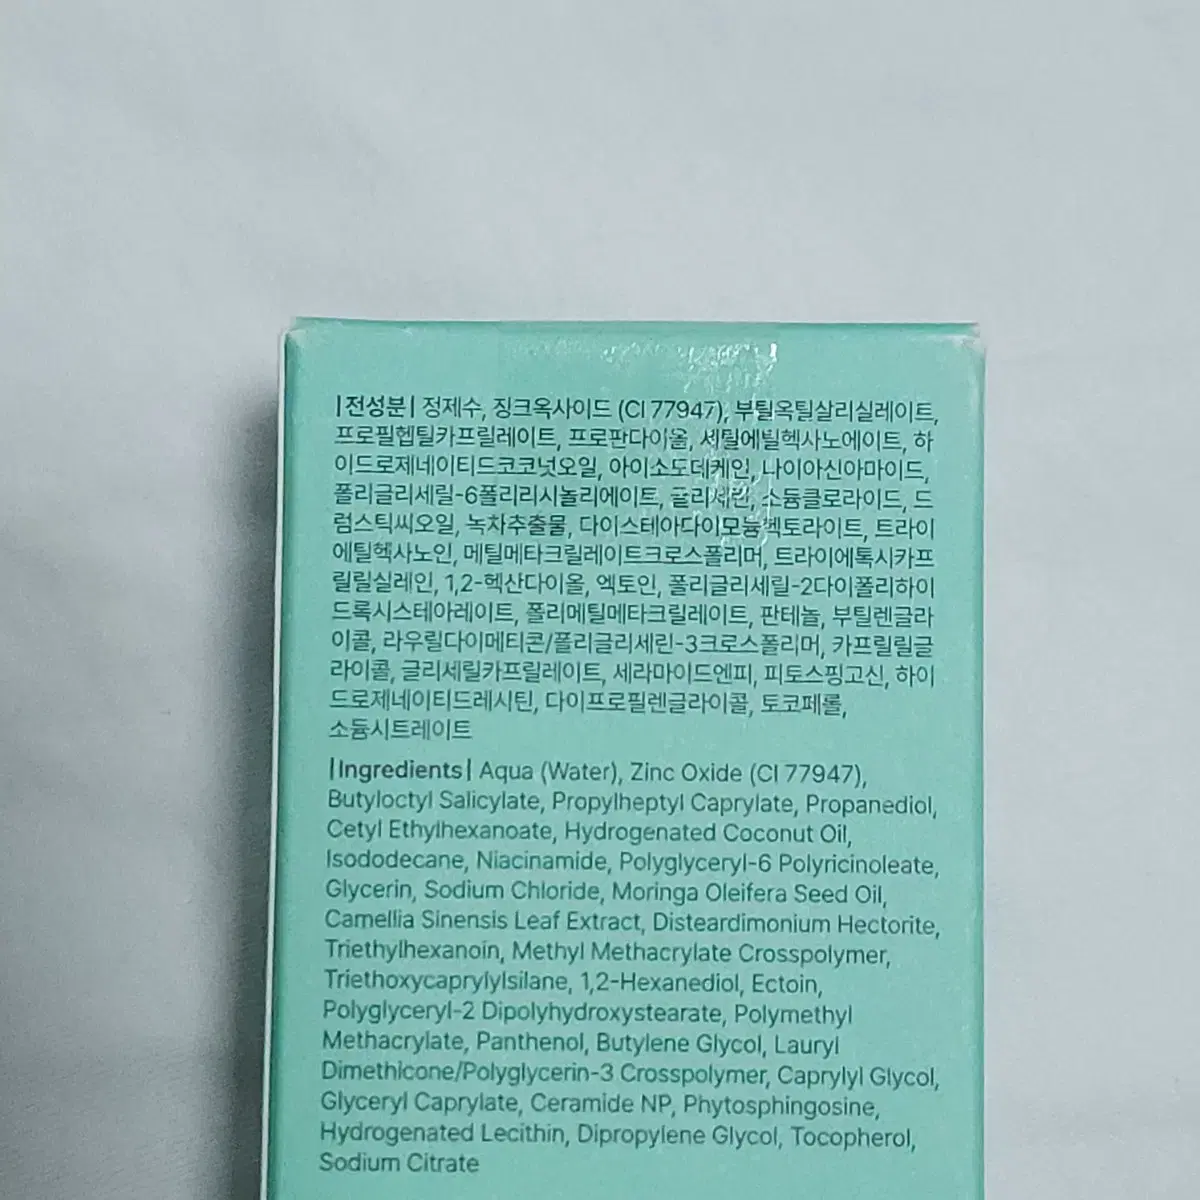 |전성분| 정제수, 징크옥사이드 (CI 77947), 부틸옥틸살리실레이트,
프로필헵틸카프릴레이트, 프로판다이올, 세틸에틸헥사노에이트, 하
이드로제네이티드코코넛오일, 아이소도데케인, 나이아신아마이드,
폴리글리세릴-6폴리리시놀리에이트, 글리세린, 소듐클로라이드, 드
럼스틱씨오일, 녹차추출물, 다이스테아다이모늄헥토라이트, 트라이
에틸헥사노인, 메틸메타크릴레이트크로스폴리머, 트라이에톡시카프
릴릴실레인, 1,2-헥산다이올, 엑토인, 폴리글리세릴-2다이폴리하이
드록시스테아레이트, 폴리메틸메타크릴레이트, 판테놀, 부틸렌글라
이콜, 라우릴다이메티콘/폴리글리세린-3크로스폴리머, 카프릴릴글
라이콜, 글리세릴카프릴레이트, 세라마이드엔피, 피토스핑고신, 하이
드로제네이티드레시틴, 다이프로필렌글라이콜, 토코페롤,
소듐시트레이트
|Ingredients| Aqua (Water), Zinc Oxide (CI 77947),
Butyloctyl Salicylate, Propylheptyl Caprylate, Propanediol,
Cetyl Ethylhexanoate, Hydrogenated Coconut Oil,
Isododecane, Niacinamide, Polyglyceryl-6 Polyricinoleate,
Glycerin, Sodium Chloride, Moringa Oleifera Seed Oil,
Camellia Sinensis Leaf Extract, Disteardimonium Hectorite,
Triethylhexanoin, Methyl Methacrylate Crosspolymer,
Triethoxycaprylylsilane, 1,2-Hexanediol, Ectoin,
Polyglyceryl-2 Dipolyhydroxystearate, Polymethyl
Methacrylate, Panthenol, Butylene Glycol, Lauryl
Dimethicone/Polyglycerin-3 Crosspolymer, Caprylyl Glycol,
Glyceryl Caprylate, Ceramide NP, Phytosphingosine,
Hydrogenated Lecithin, Dipropylene Glycol, Tocopherol,
Sodium Citrate